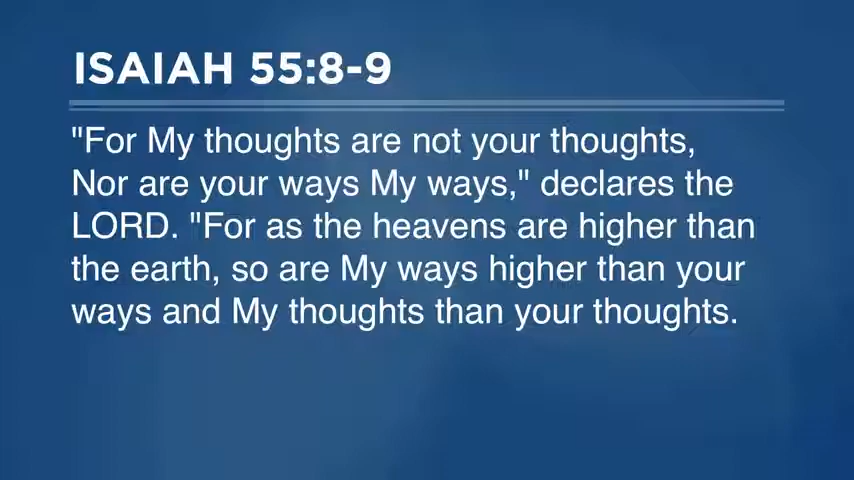 ISAIAH 55:8-9
"For My thoughts are not your thoughts,
Nor are your ways My ways," declares the
LORD. "For as the heavens are higher than
the earth, so are My ways higher than your
ways and My thoughts than your thoughts.